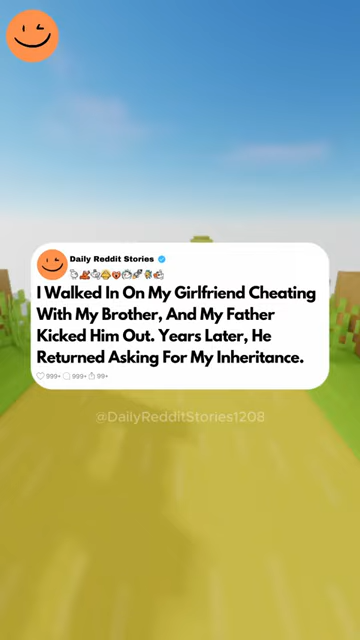 Daily Reddit Stories
I Walked In On My Girlfriend Cheating
With My Brother, And My Father
Kicked Him Out. Years Later, He
Returned Asking For My Inheritance.
999+ 999+ 99+
@DailyRedditStories1208